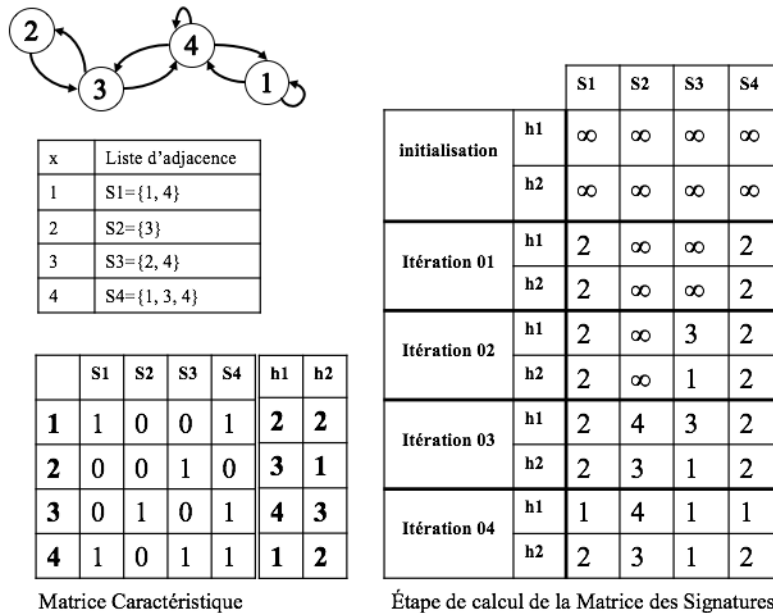 2
4
3
1
x Liste d'adjacence
1 S1={1, 4}
2 S2={3}
3 S3={2, 4}
4 S4={1, 3, 4}
S1 S2 S3 S4 h1 h2
1 1 0 0 1 2 2
2 0 0 1 0 3 1
3 0 1 0 1 4 3
4 1 0 1 1 1 2
Matrice Caractéristique
S1 S2 S3 S4
initialisation h1 ∞ ∞ ∞ ∞
h2 ∞ ∞ ∞ ∞
Itération 01 h1 2 ∞ ∞ 2
h2 2 ∞ ∞ 2
Itération 02 h1 2 ∞ 3 2
h2 2 ∞ 1 2
Itération 03 h1 2 4 3 2
h2 2 3 1 2
Itération 04 h1 1 4 1 1
h2 2 3 1 2
Étape de calcul de la Matrice des Signatures